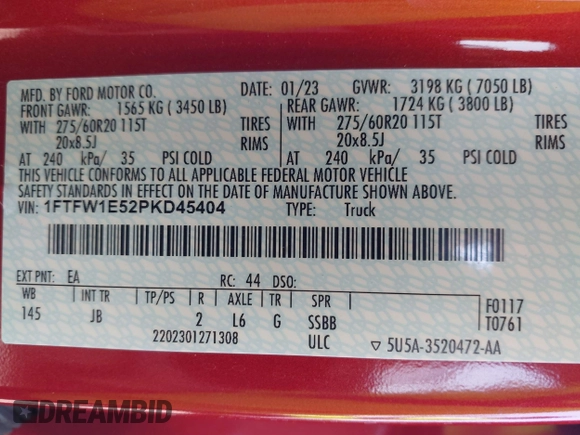 MFD. BY FORD MOTOR CO. DATE: 01/23 GVWR: 3198 KG ( 7050 LB)
FRONT GAWR: 1565 KG ( 3450 LB) REAR GAWR: 1724 KG ( 3800 LB)
WITH 275/60R20 115T TIRES WITH 275/60R20 115T TIRES
20x8.5J RIMS 20x8.5J RIMS
AT 240 kPa/ 35 PSI COLD AT 240 kPa/ 35 PSI COLD
THIS VEHICLE CONFORMS TO ALL APPLICABLE FEDERAL MOTOR VEHICLE
SAFETY STANDARDS IN EFFECT ON THE DATE OF MANUFACTURE SHOWN ABOVE.
VIN: 1FTFW1E52PKD45404 TYPE: Truck
EXT PNT: EA RC: 44 DSO:
WB INT TR TP/PS R AXLE TR SPR F0117
145 JB 2 L6 G SSBB T0761
2202301271308 ULC 5U5A-3520472-AA
DREAMBID